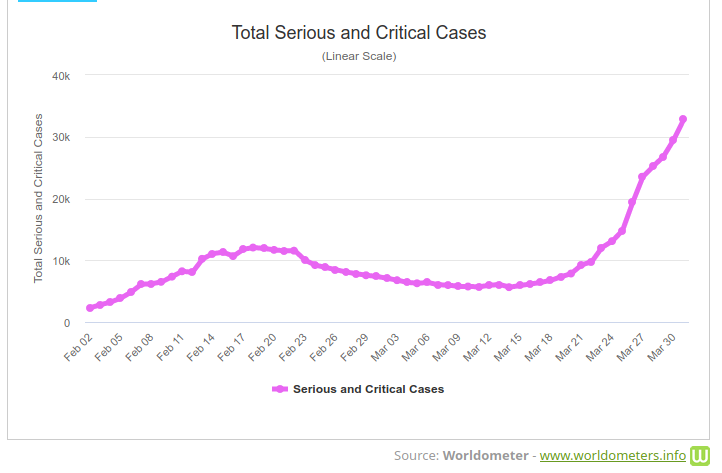 Total Serious and Critical Cases
(Linear Scale)
Total Serious and Critical Cases
40k
30k
20k
10k
0
Feb 02
Feb 05
Feb 08
Feb 11
Feb 14
Feb 17
Feb 20
Feb 23
Feb 26
Feb 29
Mar 03
Mar 06
Mar 09
Mar 12
Mar 15
Mar 18
Mar 21
Mar 24
Mar 27
Mar 30
Serious and Critical Cases
Source: Worldometer - www.worldometers.info
W